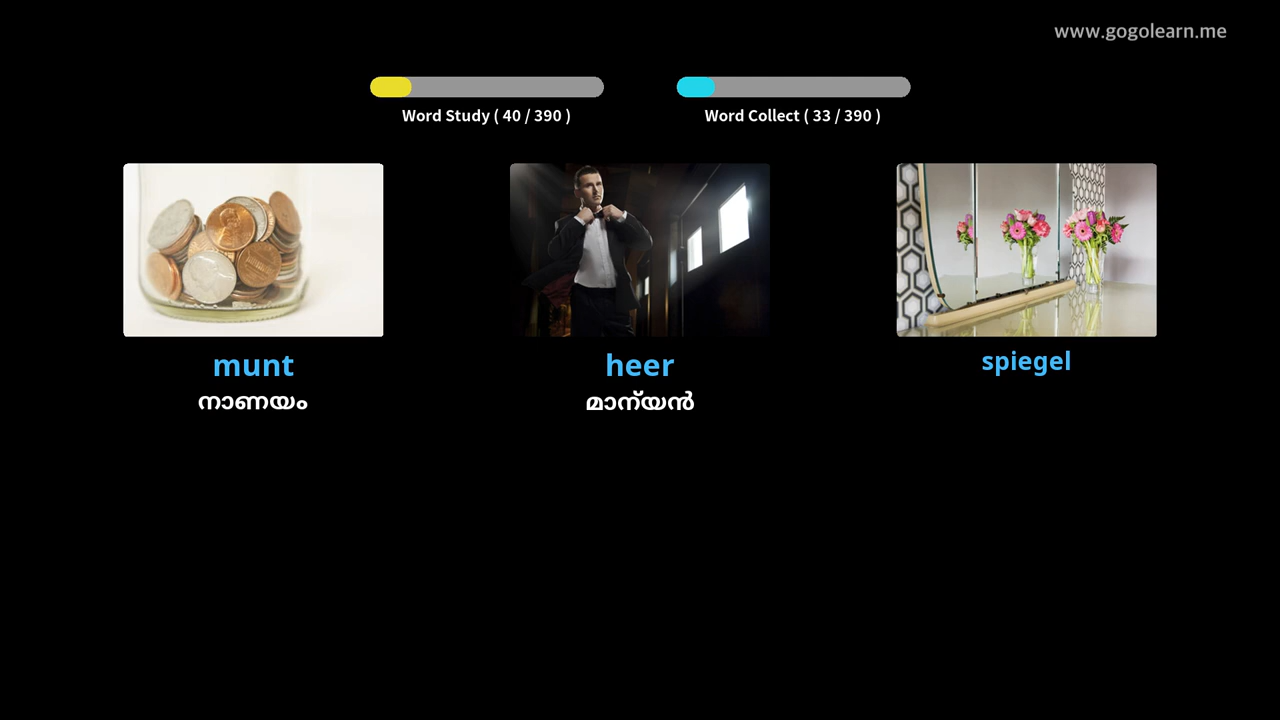 www.gogolearn.me
Word Study ( 40 / 390 )
Word Collect ( 33 / 390 )
munt
heer
spiegel
നാണയം
മാന്യൻ